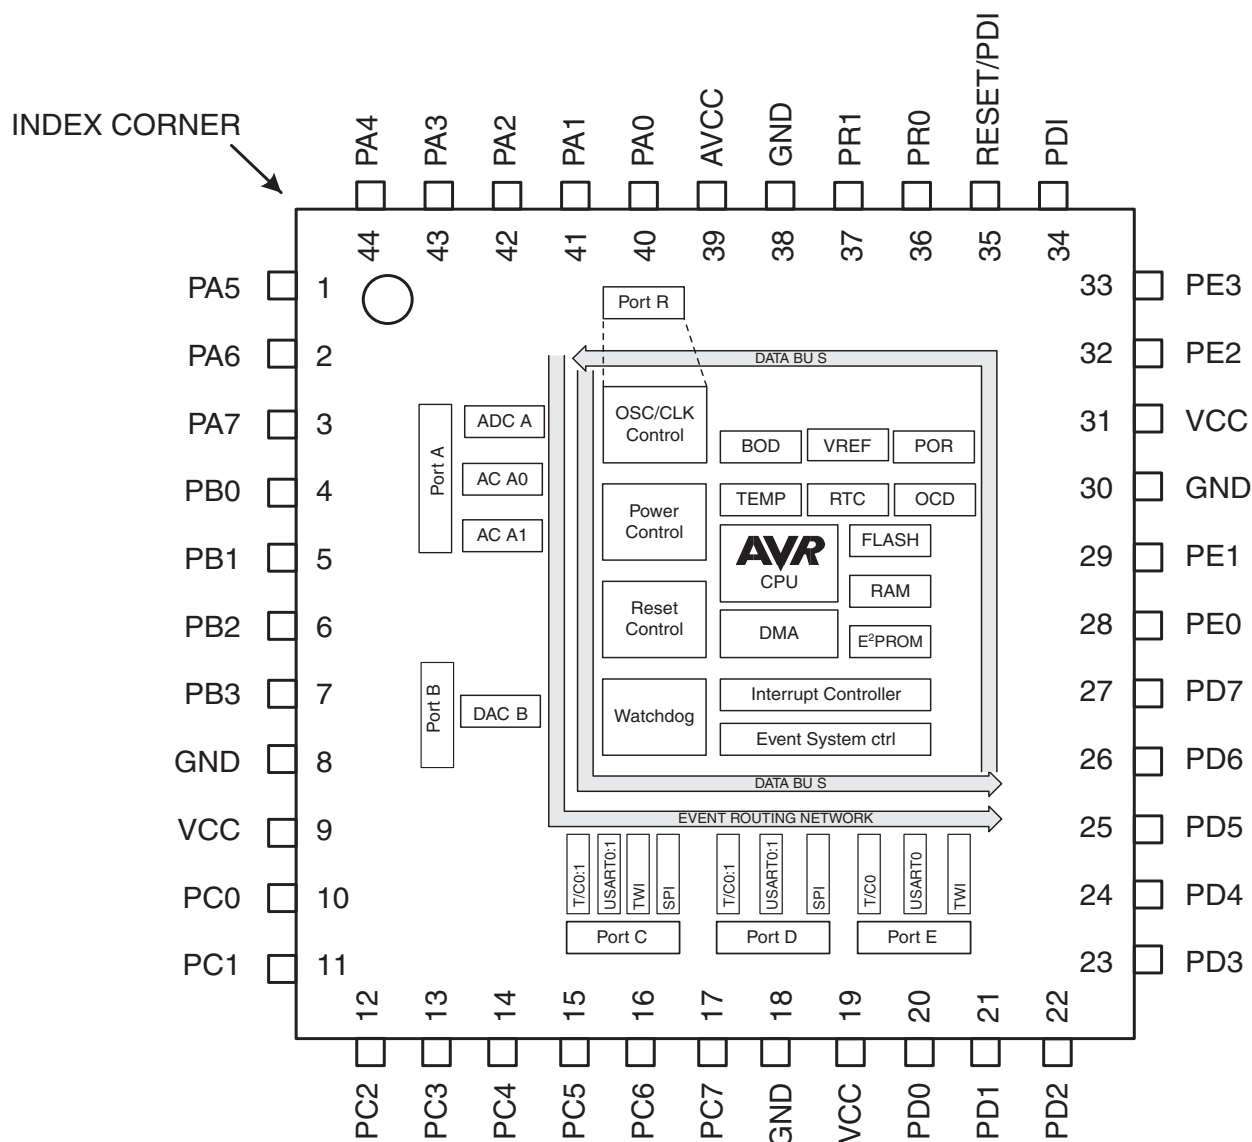 INDEX CORNER
PA4
PA3
PA2
PA1
PA0
AVCC
GND
PR1
PR0
RESET/PDI
PDI
44
43
42
41
40
39
38
37
36
35
34
PA5 1
PA6 2
PA7 3
PB0 4
PB1 5
PB2 6
PB3 7
GND 8
VCC 9
PC0 10
PC1 11
33 PE3
32 PE2
31 VCC
30 GND
29 PE1
28 PE0
27 PD7
26 PD6
25 PD5
24 PD4
23 PD3
Port R
DATA BU S
OSC/CLK
Control
Port A
ADC A
AC A0
AC A1
BOD
VREF
POR
Power
Control
TEMP
RTC
OCD
AVR
CPU
FLASH
RAM
Reset
Control
DMA
E²PROM
Port B
DAC B
Watchdog
Interrupt Controller
Event System ctrl
DATA BU S
EVENT ROUTING NETWORK
T/C0:1
USART0:1
TWI
SPI
T/C0:1
USART0:1
SPI
T/C0
USART0
TWI
Port C
Port D
Port E
12
13
14
15
16
17
18
19
20
21
22
PC2
PC3
PC4
PC5
PC6
PC7
GND
VCC
PD0
PD1
PD2